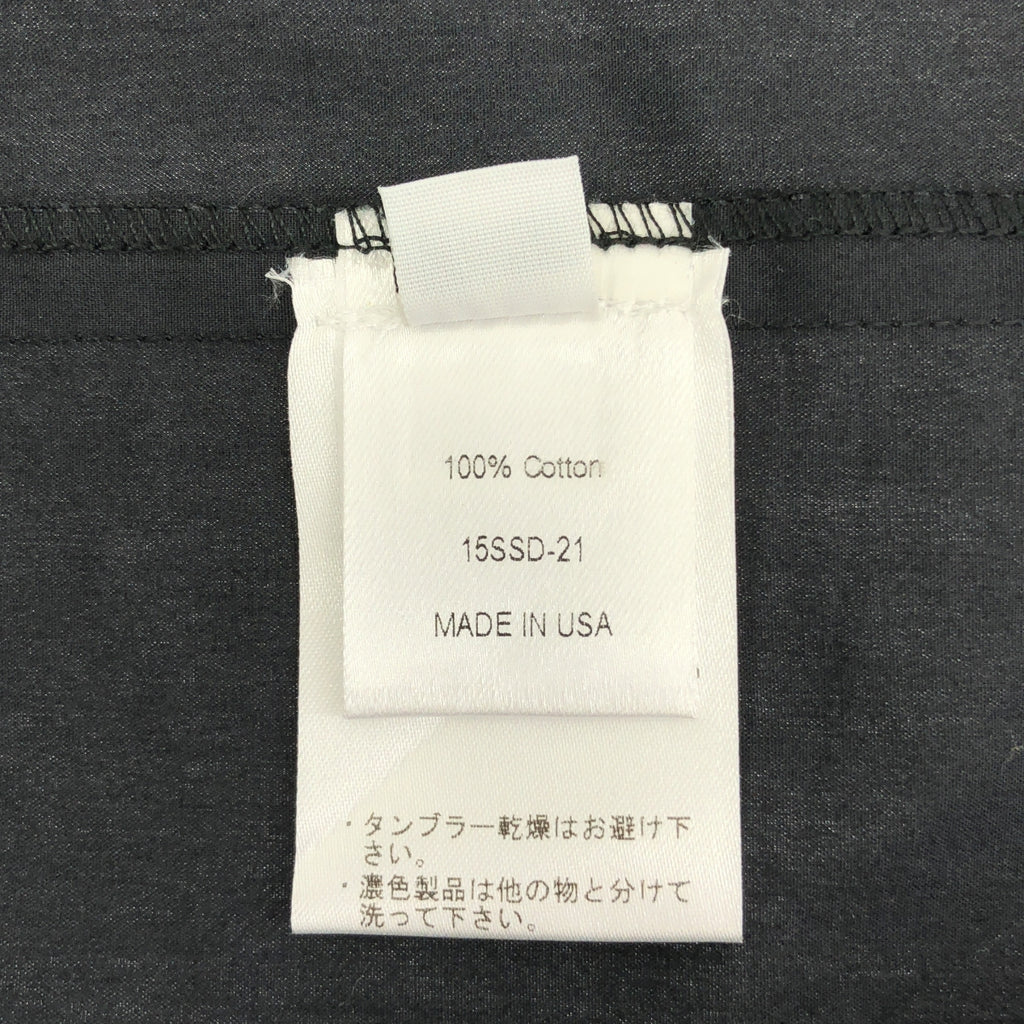 100% Cotton
15SSD-21
MADE IN USA
・タンブラー乾燥はお避け下
さい。
・濃色製品は他の物と分けて
洗って下さい。